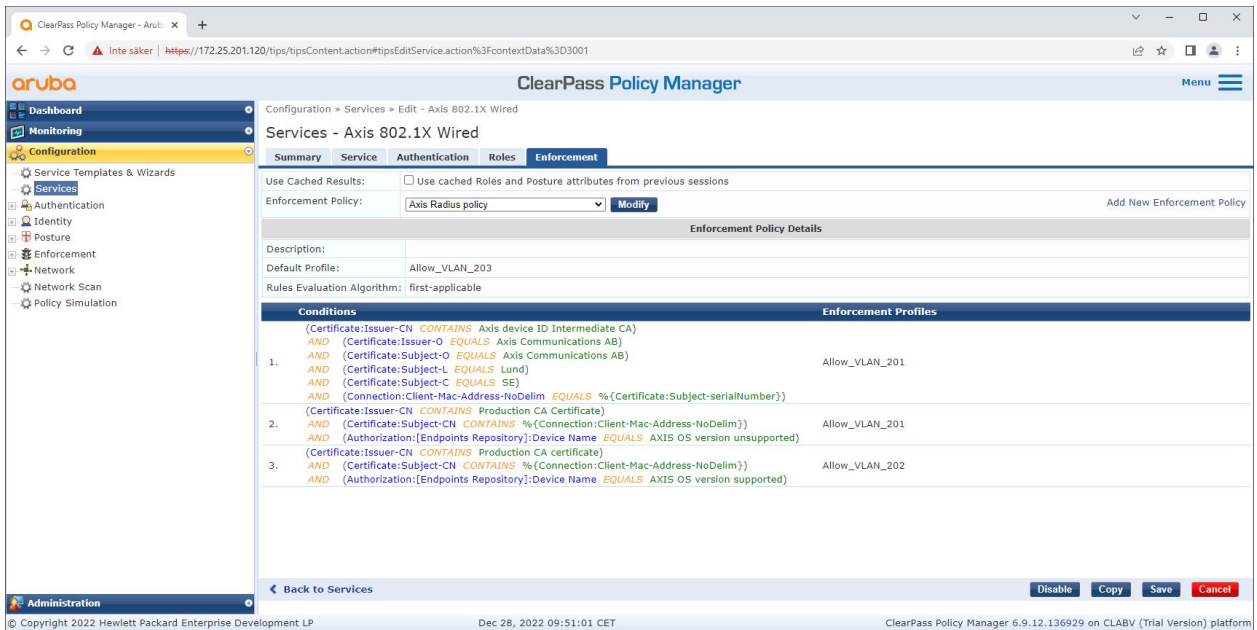 ClearPass Policy Manager - Arub
Inte säker | https://172.25.201.120/tips/tipsContent.action#tipsEditService.action%3FcontextData%3D3001
aruba
ClearPass Policy Manager
Menu
Dashboard
Monitoring
Configuration
Service Templates & Wizards
Services
Authentication
Identity
Posture
Enforcement
Network
Network Scan
Policy Simulation
Administration
Configuration » Services » Edit - Axis 802.1X Wired
Services - Axis 802.1X Wired
Summary Service Authentication Roles Enforcement
Use Cached Results: Use cached Roles and Posture attributes from previous sessions
Enforcement Policy: Axis Radius policy Modify Add New Enforcement Policy
Enforcement Policy Details
Description:
Default Profile: Allow_VLAN_203
Rules Evaluation Algorithm: first-applicable
Conditions Enforcement Profiles
(Certificate:Issuer-CN CONTAINS Axis device ID Intermediate CA)
AND (Certificate:Issuer-O EQUALS Axis Communications AB)
AND (Certificate:Subject-O EQUALS Axis Communications AB)
1. AND (Certificate:Subject-L EQUALS Lund) Allow_VLAN_201
AND (Certificate:Subject-C EQUALS SE)
AND (Connection:Client-Mac-Address-NoDelim EQUALS %{Certificate:Subject-serialNumber})
(Certificate:Issuer-CN CONTAINS Production CA Certificate)
2. AND (Certificate:Subject-CN CONTAINS %{Connection:Client-Mac-Address-NoDelim}) Allow_VLAN_201
AND (Authorization:[Endpoints Repository]:Device Name EQUALS AXIS OS version unsupported)
(Certificate:Issuer-CN CONTAINS Production CA certificate)
3. AND (Certificate:Subject-CN CONTAINS %{Connection:Client-Mac-Address-NoDelim}) Allow_VLAN_202
AND (Authorization:[Endpoints Repository]:Device Name EQUALS AXIS OS version supported)
Back to Services Disable Copy Save Cancel
© Copyright 2022 Hewlett Packard Enterprise Development LP Dec 28, 2022 09:51:01 CET ClearPass Policy Manager 6.9.12.136929 on CLABV (Trial Version) platform